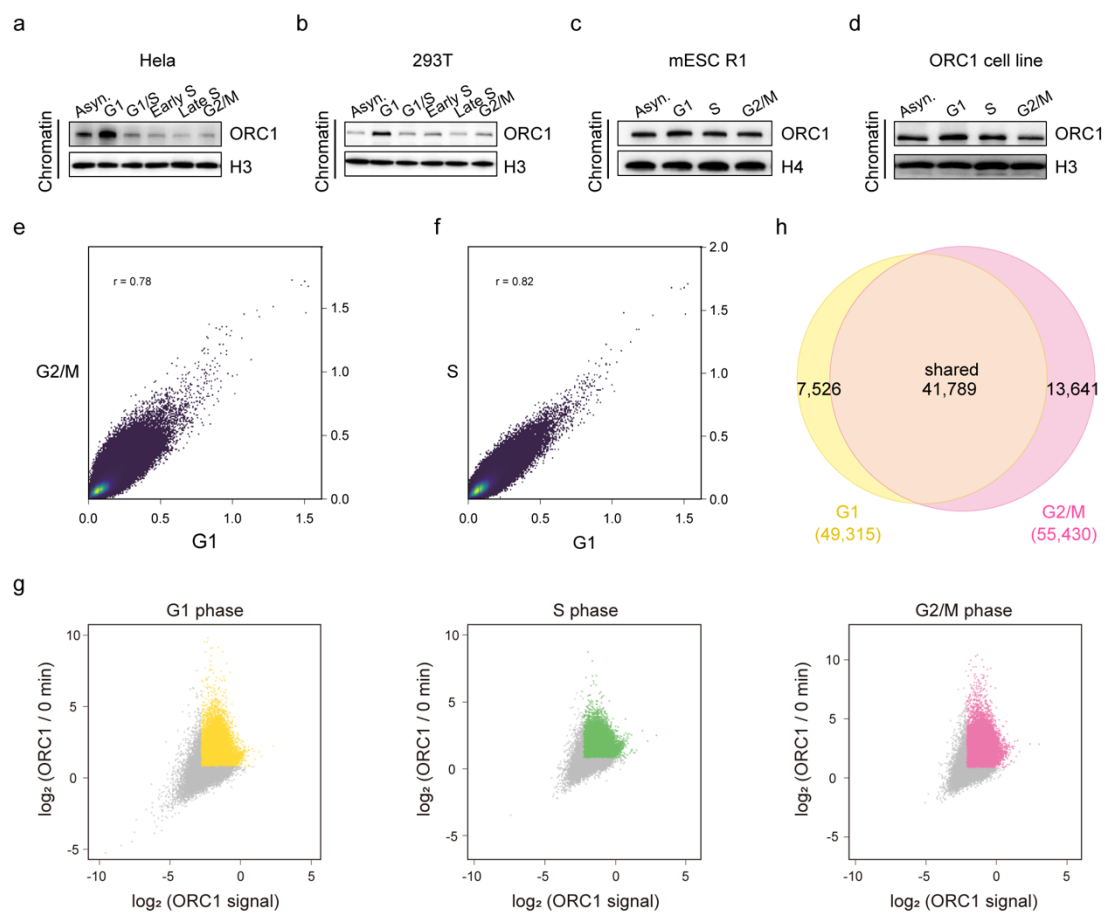 a
Hela
Asyn. G1 G1/S Early S Late S G2/M
Chromatin
ORC1
H3
b
293T
Asyn. G1 G1/S Early S Late S G2/M
Chromatin
ORC1
H3
c
mESC R1
Asyn. G1 S G2/M
Chromatin
ORC1
H4
d
ORC1 cell line
Asyn. G1 S G2/M
Chromatin
ORC1
H3
e
r = 0.78
G2/M
1.5
1.0
0.5
0.0
0.0 0.5 1.0 1.5
G1
f
r = 0.82
S
2.0
1.5
1.0
0.5
0.0
0.0 0.5 1.0 1.5
G1
h
shared
7,526 41,789 13,641
G1
(49,315)
G2/M
(55,430)
g
G1 phase
log₂ (ORC1 / 0 min)
10
5
0
-5
-10 -5 0 5
log₂ (ORC1 signal)
S phase
log₂ (ORC1 / 0 min)
10
5
0
-5
-10 -5 0 5
log₂ (ORC1 signal)
G2/M phase
log₂ (ORC1 / 0 min)
10
5
0
-5
-10 -5 0 5
log₂ (ORC1 signal)